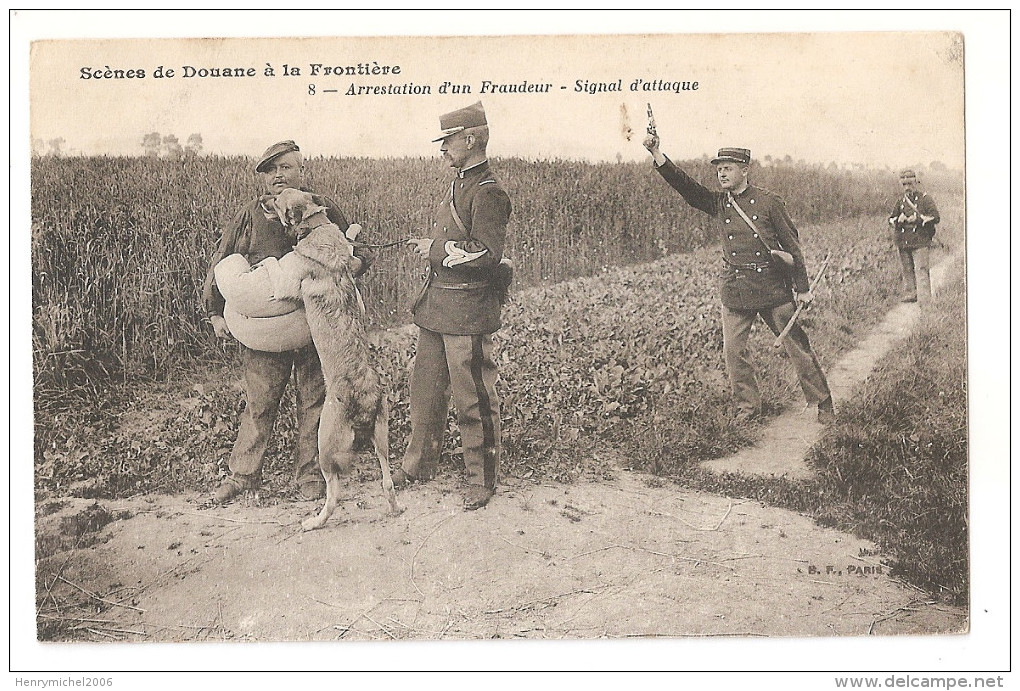 Scènes de Douane à la Frontière
8 — Arrestation d'un Fraudeur - Signal d'attaque
B. F., PARIS
Henrymichel2006
www.delcampe.net